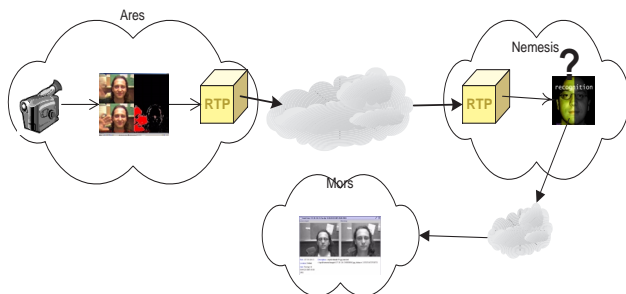 Ares
Nemesis
?
RTP
RTP
recognition
Mors